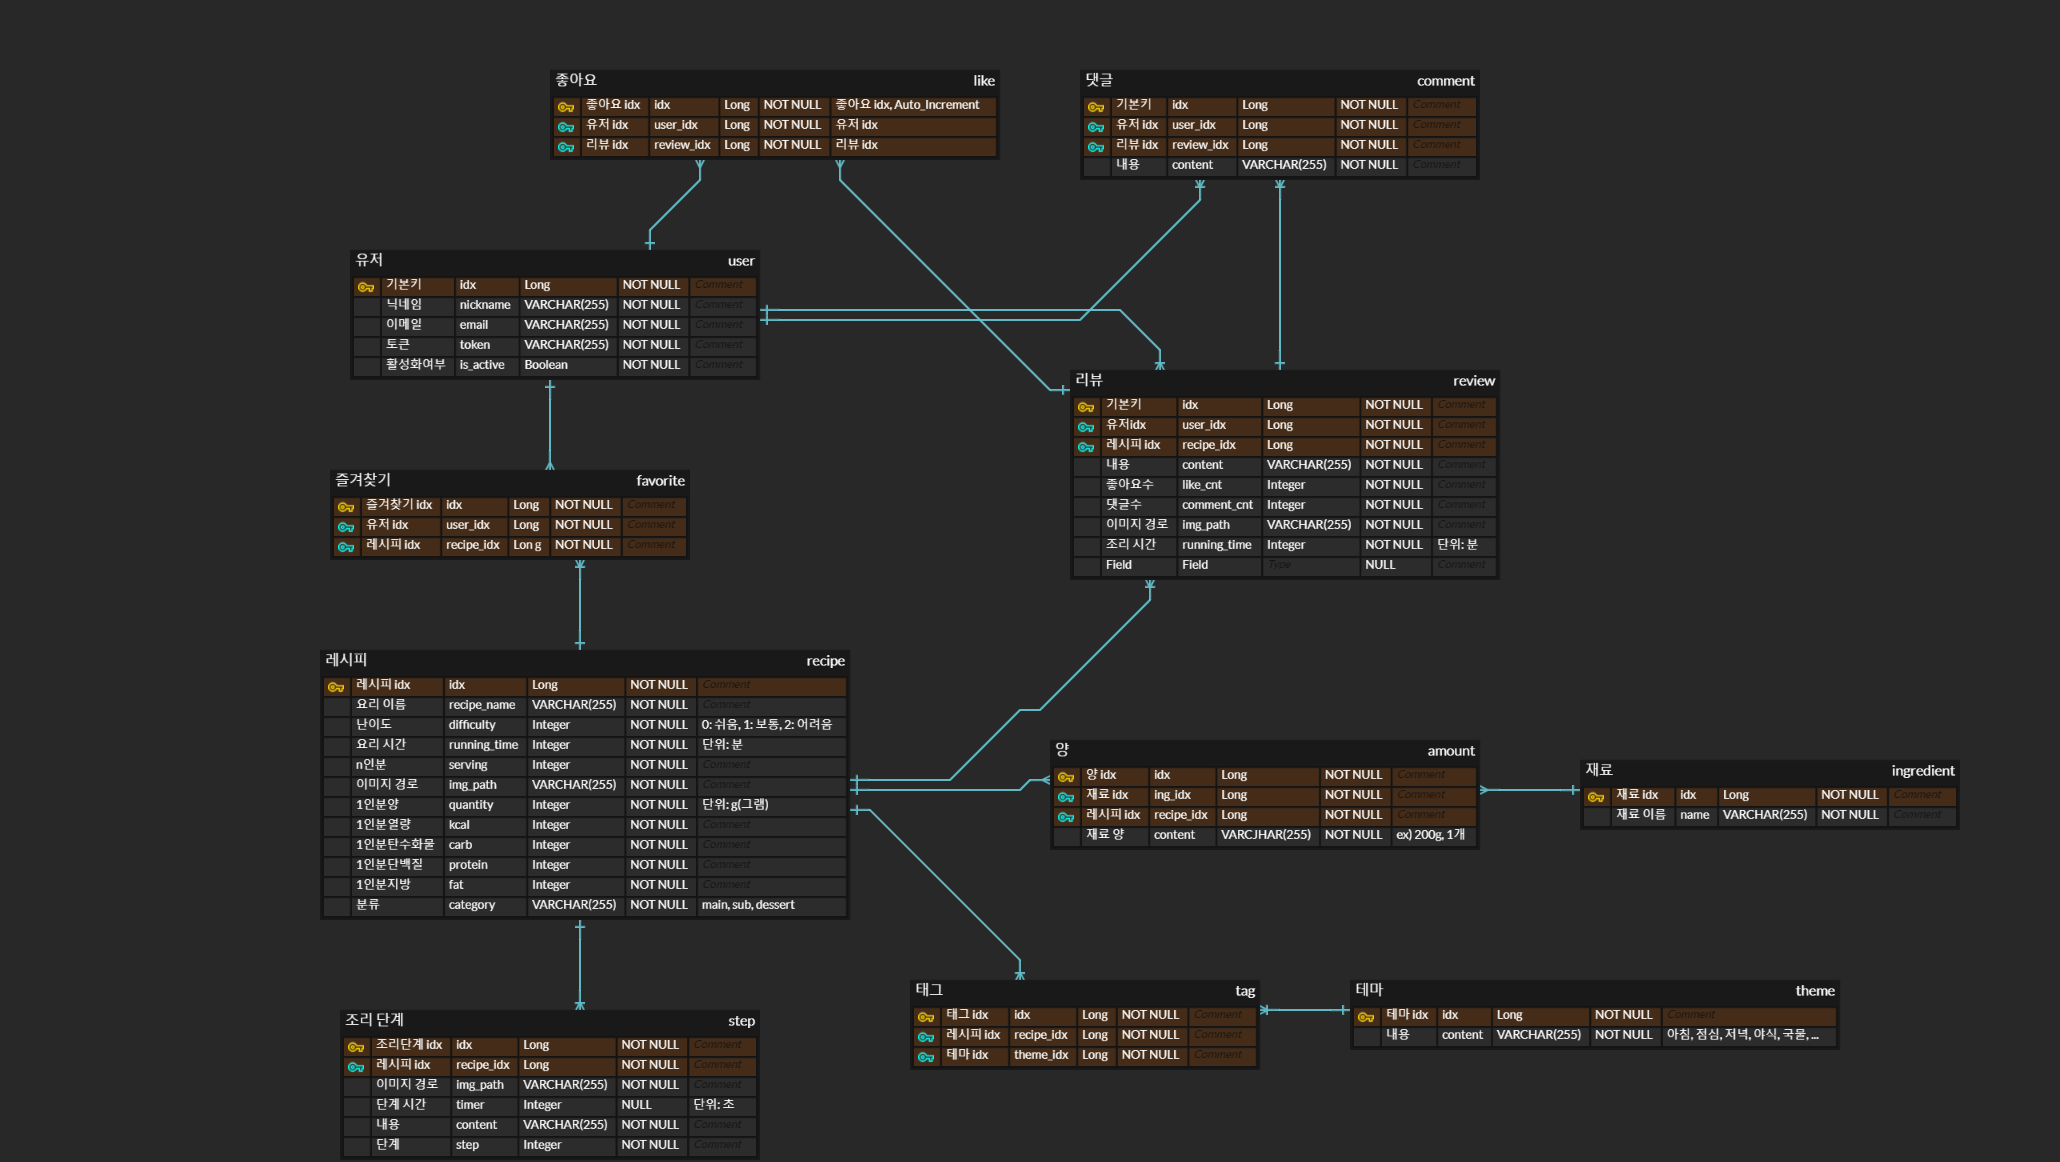 좋아요 like
좋아요 idx idx Long NOT NULL 좋아요 idx, Auto_Increment
유저 idx user_idx Long NOT NULL 유저 idx
리뷰 idx review_idx Long NOT NULL 리뷰 idx
댓글 comment
기본키 idx Long NOT NULL Comment
유저 idx user_idx Long NOT NULL Comment
리뷰 idx review_idx Long NOT NULL Comment
내용 content VARCHAR(255) NOT NULL Comment
유저 user
기본키 idx Long NOT NULL Comment
닉네임 nickname VARCHAR(255) NOT NULL Comment
이메일 email VARCHAR(255) NOT NULL Comment
토큰 token VARCHAR(255) NOT NULL Comment
활성화여부 is_active Boolean NOT NULL Comment
리뷰 review
기본키 idx Long NOT NULL Comment
유저idx user_idx Long NOT NULL Comment
레시피 idx recipe_idx Long NOT NULL Comment
내용 content VARCHAR(255) NOT NULL Comment
좋아요수 like_cnt Integer NOT NULL Comment
댓글수 comment_cnt Integer NOT NULL Comment
이미지 경로 img_path VARCHAR(255) NOT NULL Comment
조리 시간 running_time Integer NOT NULL 단위: 분
Field Field Type NULL Comment
즐겨찾기 favorite
즐겨찾기 idx idx Long NOT NULL Comment
유저 idx user_idx Long NOT NULL Comment
레시피 idx recipe_idx Lon g NOT NULL Comment
레시피 recipe
레시피 idx idx Long NOT NULL Comment
요리 이름 recipe_name VARCHAR(255) NOT NULL Comment
난이도 difficulty Integer NOT NULL 0: 쉬움, 1: 보통, 2: 어려움
요리 시간 running_time Integer NOT NULL 단위: 분
n인분 serving Integer NOT NULL Comment
이미지 경로 img_path VARCHAR(255) NOT NULL Comment
1인분양 quantity Integer NOT NULL 단위: g(그램)
1인분열량 kcal Integer NOT NULL Comment
1인분탄수화물 carb Integer NOT NULL Comment
1인분단백질 protein Integer NOT NULL Comment
1인분지방 fat Integer NOT NULL Comment
분류 category VARCHAR(255) NOT NULL main, sub, dessert
양 amount
양 idx idx Long NOT NULL Comment
재료 idx ing_idx Long NOT NULL Comment
레시피 idx recipe_idx Long NOT NULL Comment
재료 양 content VARCJHAR(255) NOT NULL ex) 200g, 1개
재료 ingredient
재료 idx idx Long NOT NULL Comment
재료 이름 name VARCHAR(255) NOT NULL Comment
조리 단계 step
조리단계 idx idx Long NOT NULL Comment
레시피 idx recipe_idx Long NOT NULL Comment
이미지 경로 img_path VARCHAR(255) NOT NULL Comment
단계 시간 timer Integer NULL 단위: 초
내용 content VARCHAR(255) NOT NULL Comment
단계 step Integer NOT NULL Comment
태그 tag
태그 idx idx Long NOT NULL Comment
레시피 idx recipe_idx Long NOT NULL Comment
테마 idx theme_idx Long NOT NULL Comment
테마 theme
테마 idx idx Long NOT NULL Comment
내용 content VARCHAR(255) NOT NULL 아침, 점심, 저녁, 야식, 국물, ...